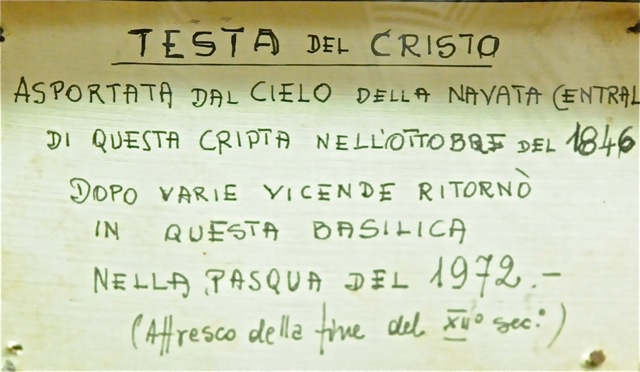 TESTA DEL CRISTO
ASPORTATA DAL CIELO DELLA NAVATA CENTRAL
DI QUESTA CRIPTA NELL'OTTOBRE DEL 1846
DOPO VARIE VICENDE RITORNÒ
IN QUESTA BASILICA
NELLA PASQUA DEL 1972.-
(Affresco della fine del XII° sec.°)